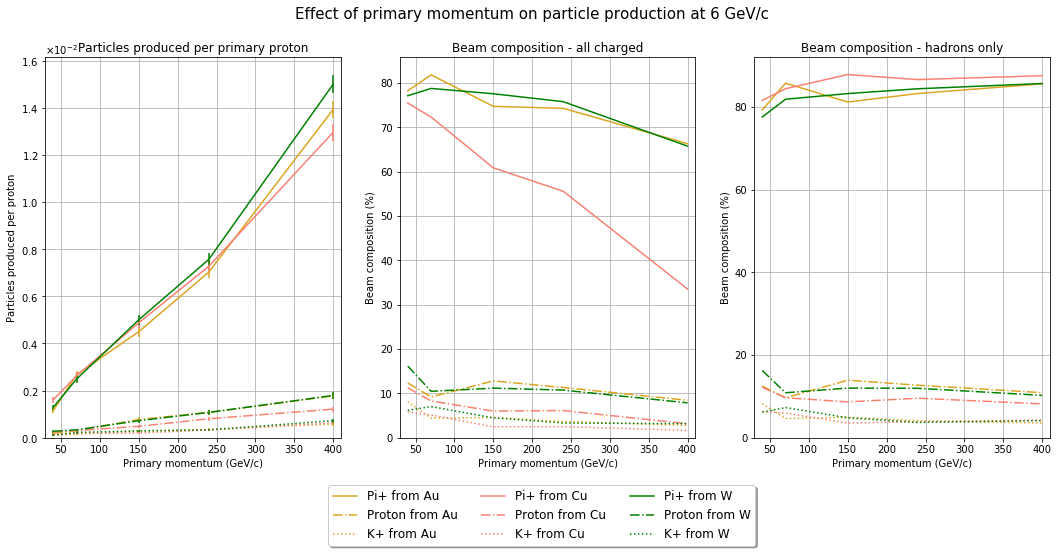 Effect of primary momentum on particle production at 6 GeV/c
×10⁻²
Particles produced per primary proton
Beam composition - all charged
Beam composition - hadrons only
Particles produced per proton
1.6
1.4
1.2
1.0
0.8
0.6
0.4
0.2
0.0
50 100 150 200 250 300 350 400
Primary momentum (GeV/c)
Beam composition (%)
80
70
60
50
40
30
20
10
0
50 100 150 200 250 300 350 400
Primary momentum (GeV/c)
Beam composition (%)
80
60
40
20
0
50 100 150 200 250 300 350 400
Primary momentum (GeV/c)
Pi+ from Au
Proton from Au
K+ from Au
Pi+ from Cu
Proton from Cu
K+ from Cu
Pi+ from W
Proton from W
K+ from W